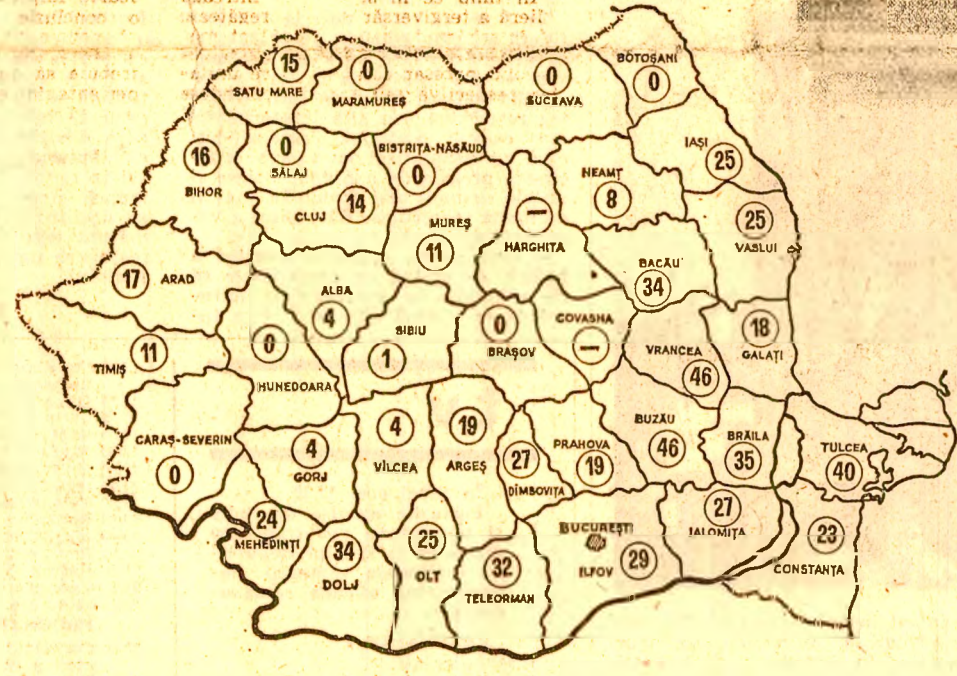 15
SATU MARE
0
MARAMUREȘ
0
SUCEAVA
BOTOȘANI
0
16
BIHOR
0
SĂLAJ
BISTRIȚA-NĂSĂUD
0
IAȘI
25
14
CLUJ
MUREȘ
11
—
HARGHITA
NEAMȚ
8
25
VASLUI
17
ARAD
ALBA
4
BACĂU
34
11
TIMIȘ
0
HUNEDOARA
SIBIU
1
0
BRAȘOV
COVASNA
—
VRANCEA
46
18
GALAȚI
CARAȘ-SEVERIN
0
4
GORJ
4
VÎLCEA
19
ARGEȘ
27
DÎMBOVIȚA
PRAHOVA
19
BUZĂU
46
BRĂILA
35
TULCEA
40
24
MEHEDINȚI
34
DOLJ
25
OLT
32
TELEORMAN
BUCUREȘTI
ILFOV 29
27
IALOMIȚA
23
CONSTANȚA